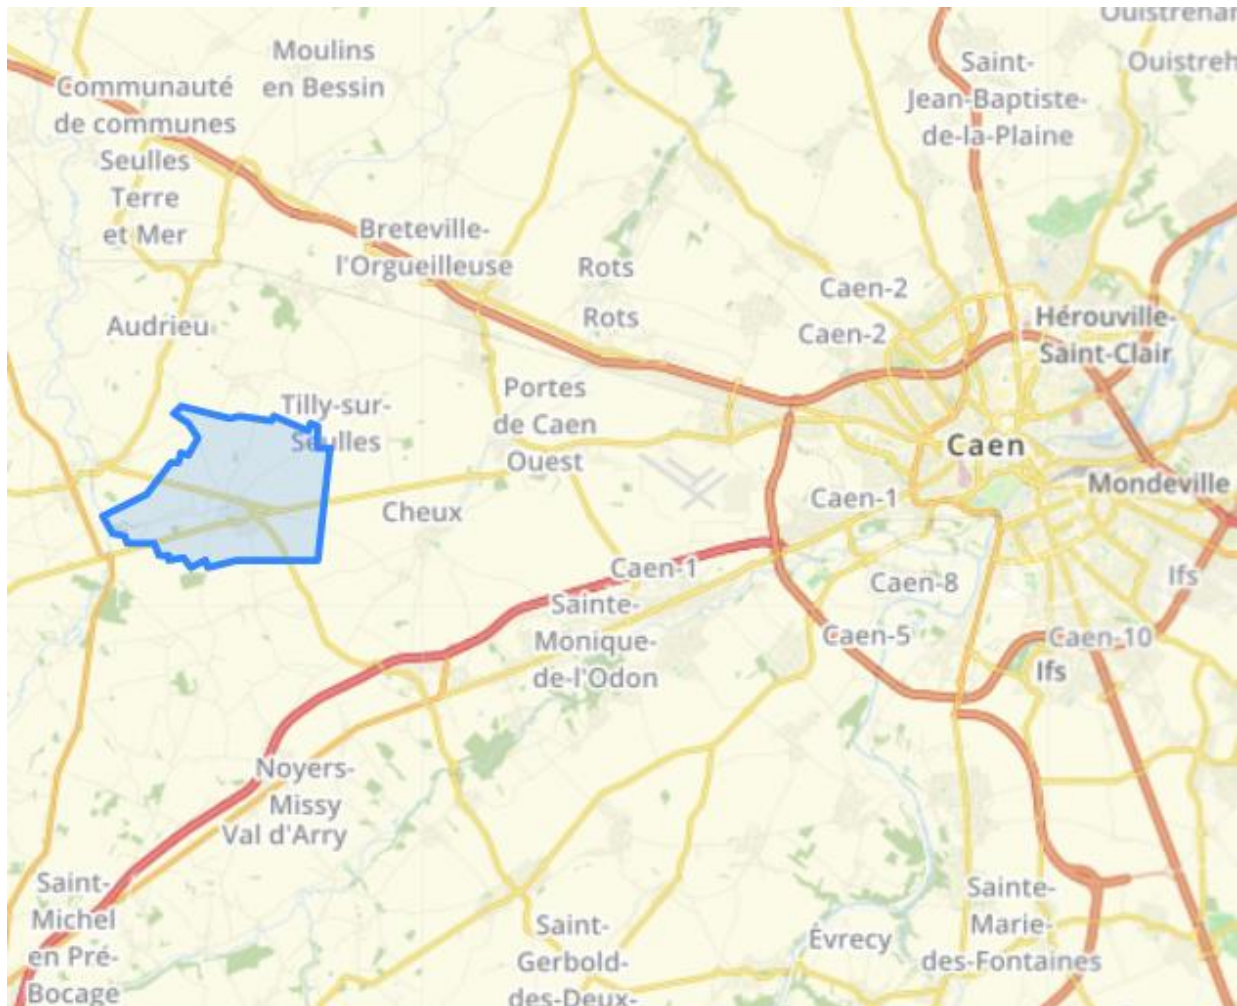 Ouistreham
Moulins
en Bessin
Saint-
Jean-Baptiste-
de-la-Plaine
Ouistreh
Communauté
de communes
Seulles
Terre
et Mer
Breteville-
l'Orgueilleuse
Rots
Rots
Caen-2
Caen-2
Hérouville-
Saint-Clair
Audrieu
Tilly-sur-
Seulles
Portes
de Caen
Ouest
Caen
Cheux
Caen-1
Mondeville
Caen-1
Caen-8
Ifs
Sainte-
Monique-
de-l'Odon
Caen-5
Caen-10
Ifs
Noyers-
Missy
Val d'Arry
Saint-
Michel
en Pré-
Bocage
Saint-
Gerbold-
des-Deux-
Évrecy
Sainte-
Marie-
des-Fontaines